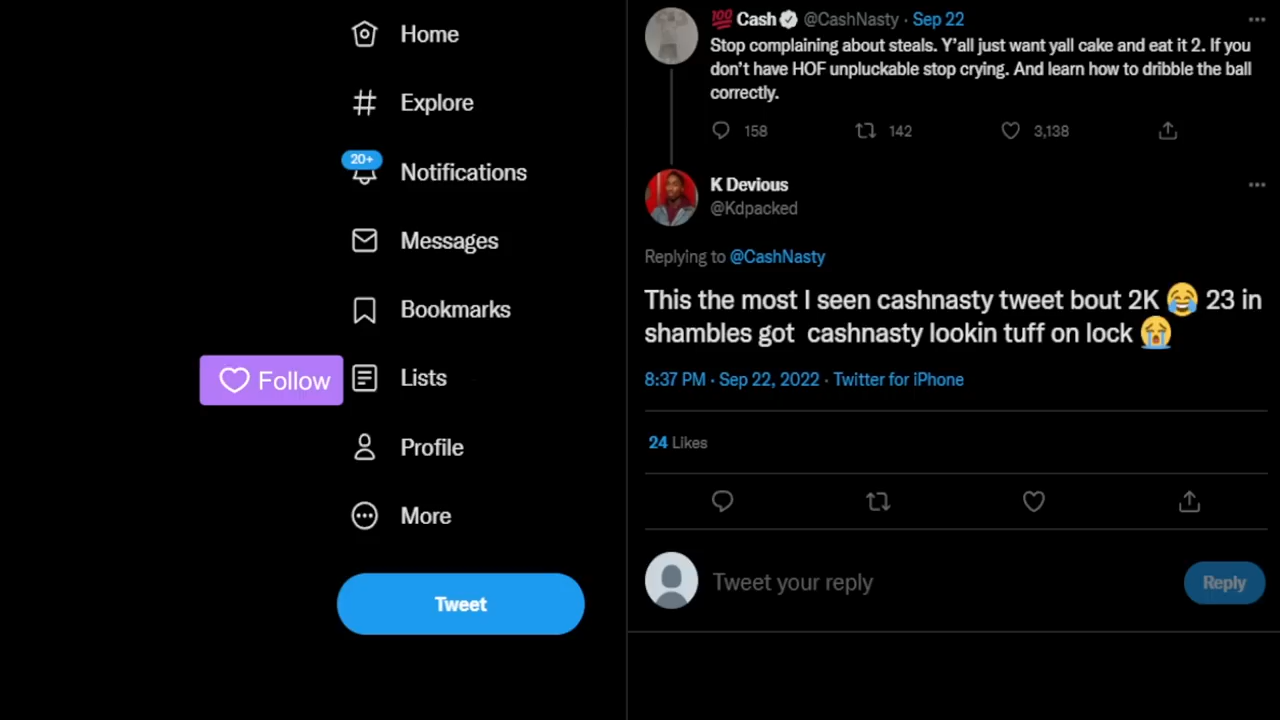 Home
Explore
20+
Notifications
Messages
Bookmarks
Follow
Lists
Profile
More
Tweet
💯 Cash @CashNasty · Sep 22
Stop complaining about steals. Y'all just want yall cake and eat it 2. If you
don't have HOF unpluckable stop crying. And learn how to dribble the ball
correctly.
158 142 3,138
K Devious
@Kdpacked
Replying to @CashNasty
This the most I seen cashnasty tweet bout 2K 😂 23 in
shambles got cashnasty lookin tuff on lock 😭
8:37 PM · Sep 22, 2022 · Twitter for iPhone
24 Likes
Tweet your reply
Reply